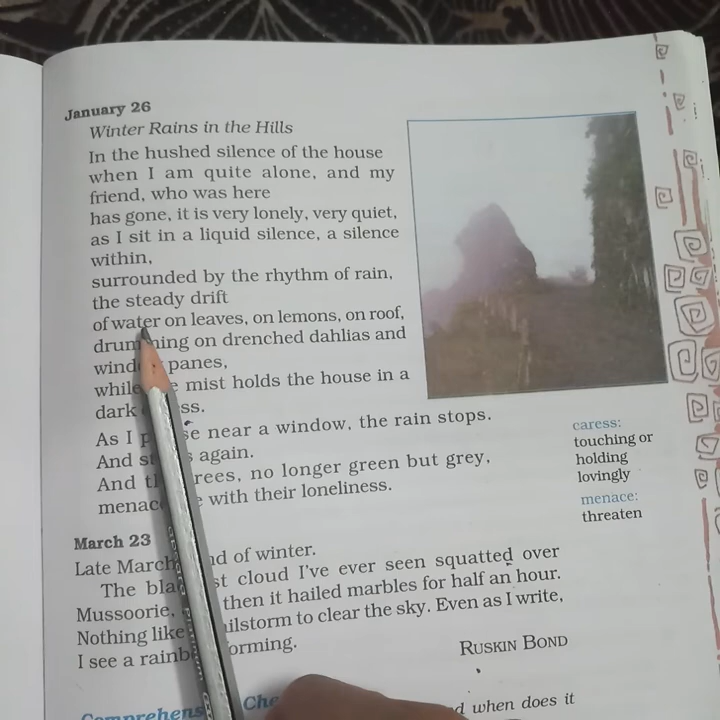 January 26
Winter Rains in the Hills
In the hushed silence of the house
when I am quite alone, and my
friend, who was here
has gone, it is very lonely, very quiet,
as I sit in a liquid silence, a silence
within,
surrounded by the rhythm of rain,
the steady drift
of water on leaves, on lemons, on roof,
drumming on drenched dahlias and
window panes,
while the mist holds the house in a
dark caress.
As I pause near a window, the rain stops.
And starts again.
And the trees, no longer green but grey,
menace me with their loneliness.
caress:
touching or
holding
lovingly
menace:
threaten
March 23
Late March. End of winter.
The blackest cloud I've ever seen squatted over
Mussoorie, then it hailed marbles for half an hour.
Nothing like hailstorm to clear the sky. Even as I write,
I see a rainbow forming.
Ruskin Bond
when does it